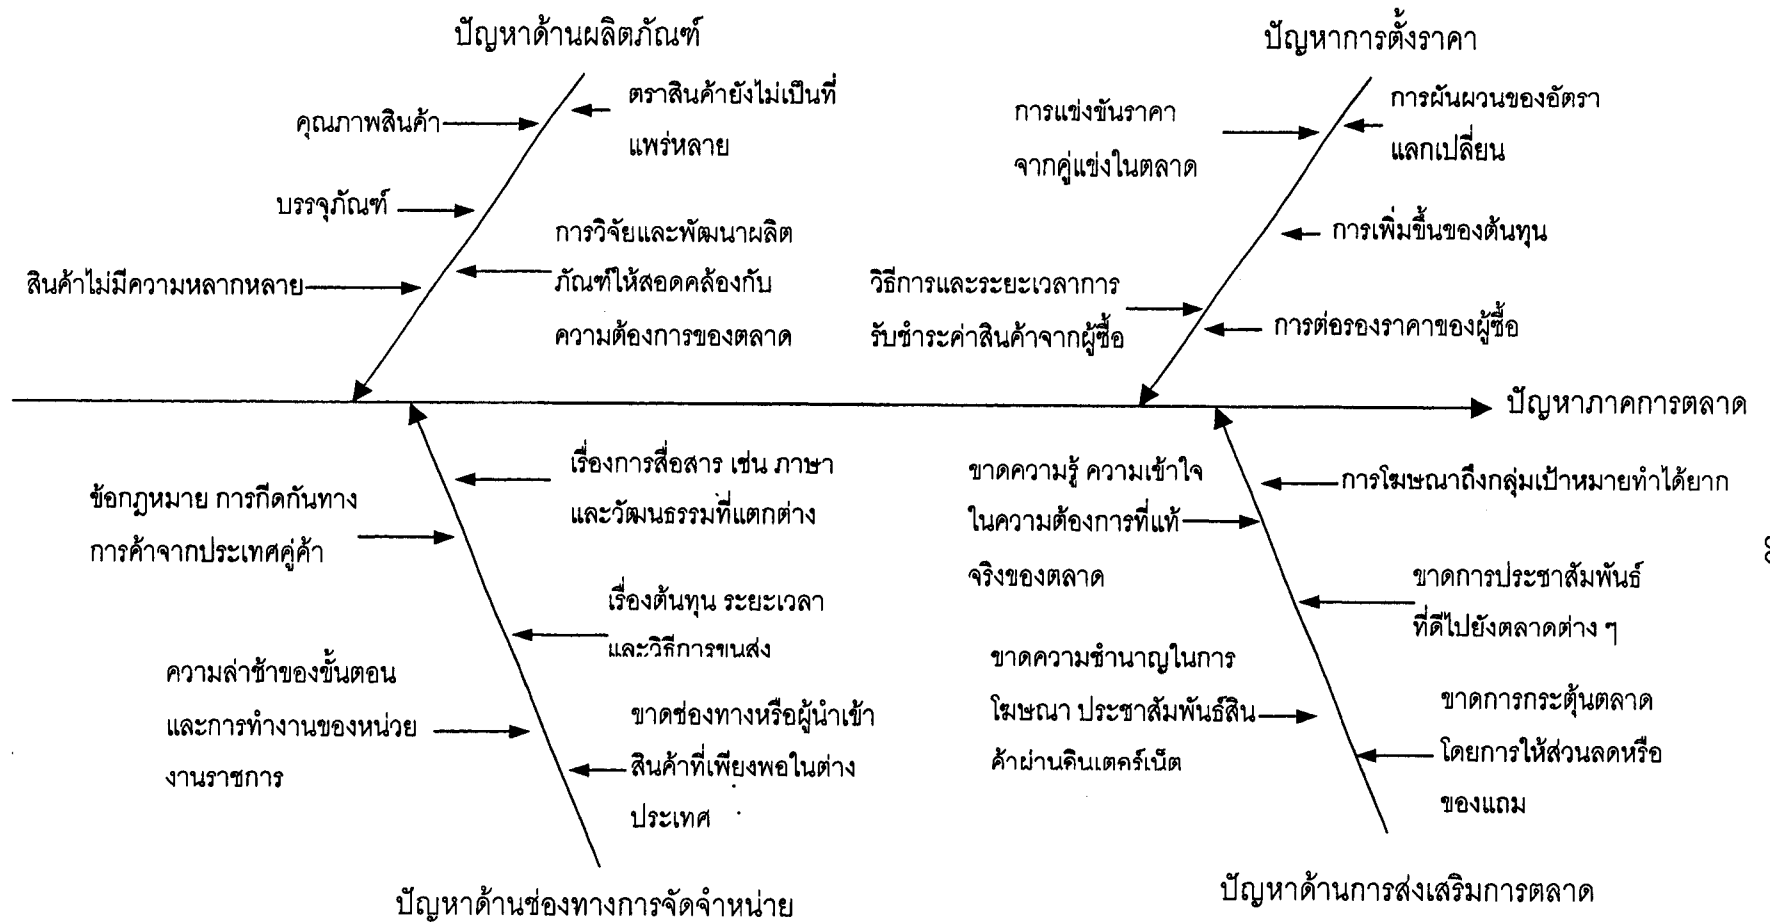 ปัญหาด้านผลิตภัณฑ์
คุณภาพสินค้า
ตราสินค้ายังไม่เป็นที่
แพร่หลาย
บรรจุภัณฑ์
การวิจัยและพัฒนาผลิต
ภัณฑ์ให้สอดคล้องกับ
ความต้องการของตลาด
สินค้าไม่มีความหลากหลาย
ปัญหาการตั้งราคา
การแข่งขันราคา
จากคู่แข่งในตลาด
การผันผวนของอัตรา
แลกเปลี่ยน
การเพิ่มขึ้นของต้นทุน
วิธีการและระยะเวลาการ
รับชำระค่าสินค้าจากผู้ซื้อ
การต่อรองราคาของผู้ซื้อ
ปัญหาภาคการตลาด
เรื่องการสื่อสาร เช่น ภาษา
และวัฒนธรรมที่แตกต่าง
ข้อกฎหมาย การกีดกันทาง
การค้าจากประเทศคู่ค้า
เรื่องต้นทุน ระยะเวลา
และวิธีการขนส่ง
ความล่าช้าของขั้นตอน
และการทำงานของหน่วย
งานราชการ
ขาดช่องทางหรือผู้นำเข้า
สินค้าที่เพียงพอในต่าง
ประเทศ
ปัญหาด้านช่องทางการจัดจำหน่าย
ขาดความรู้ ความเข้าใจ
ในความต้องการที่แท้
จริงของตลาด
การโฆษณาถึงกลุ่มเป้าหมายทำได้ยาก
ขาดการประชาสัมพันธ์
ที่ดีไปยังตลาดต่าง ๆ
ขาดความชำนาญในการ
โฆษณา ประชาสัมพันธ์สิน
ค้าผ่านอินเตอร์เน็ต
ขาดการกระตุ้นตลาด
โดยการให้ส่วนลดหรือ
ของแถม
ปัญหาด้านการส่งเสริมการตลาด